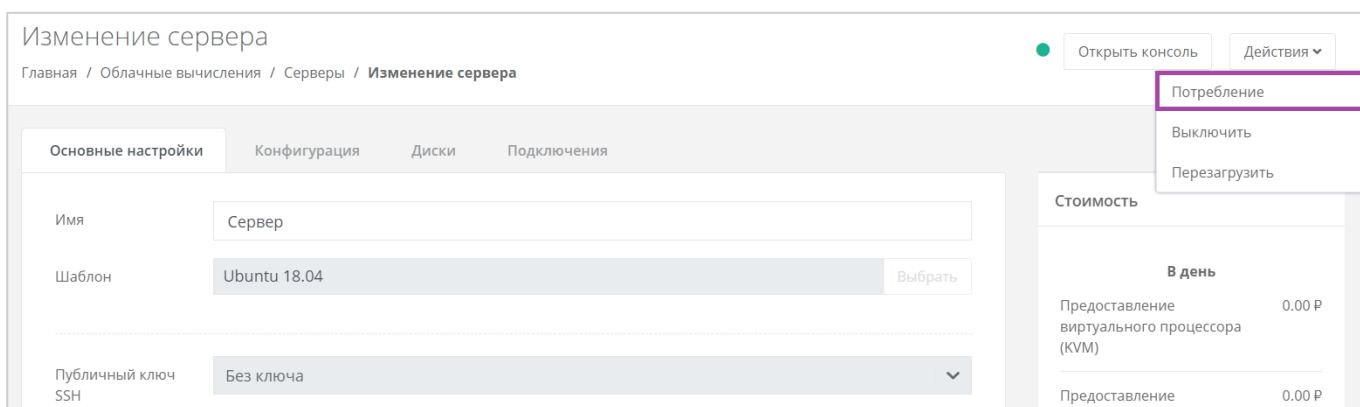 Изменение сервера
Главная / Облачные вычисления / Серверы / Изменение сервера
Открыть консоль
Действия
Потребление
Выключить
Перезагрузить
Основные настройки
Конфигурация
Диски
Подключения
Имя
Сервер
Шаблон
Ubuntu 18.04
Выбрать
Публичный ключ
SSH
Без ключа
Стоимость
В день
Предоставление
виртуального процессора
(KVM)
0.00 ₽
Предоставление
0.00 ₽